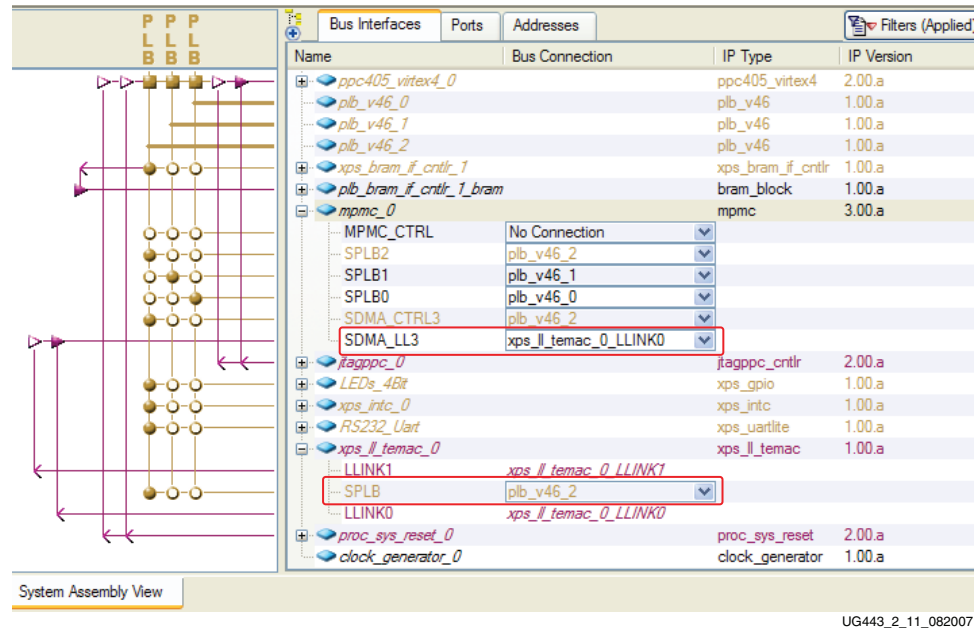 P P P
L L L
B B B
Bus Interfaces Ports Addresses Filters (Applied)
Name Bus Connection IP Type IP Version
ppc405_virtex4_0 ppc405_virtex4 2.00.a
plb_v46_0 plb_v46 1.00.a
plb_v46_1 plb_v46 1.00.a
plb_v46_2 plb_v46 1.00.a
xps_bram_if_cntlr_1 xps_bram_if_cntlr 1.00.a
plb_bram_if_cntlr_1_bram bram_block 1.00.a
mpmc_0 mpmc 3.00.a
MPMC_CTRL No Connection
SPLB2 plb_v46_2
SPLB1 plb_v46_1
SPLB0 plb_v46_0
SDMA_CTRL3 plb_v46_2
SDMA_LL3 xps_ll_temac_0_LLINK0
jtagppc_0 jtagppc_cntlr 2.00.a
LEDs_4Bit xps_gpio 1.00.a
xps_intc_0 xps_intc 1.00.a
RS232_Uart xps_uartlite 1.00.a
xps_ll_temac_0 xps_ll_temac 1.00.a
LLINK1 xps_ll_temac_0_LLINK1
SPLB plb_v46_2
LLINK0 xps_ll_temac_0_LLINK0
proc_sys_reset_0 proc_sys_reset 2.00.a
clock_generator_0 clock_generator 1.00.a
System Assembly View
UG443_2_11_082007